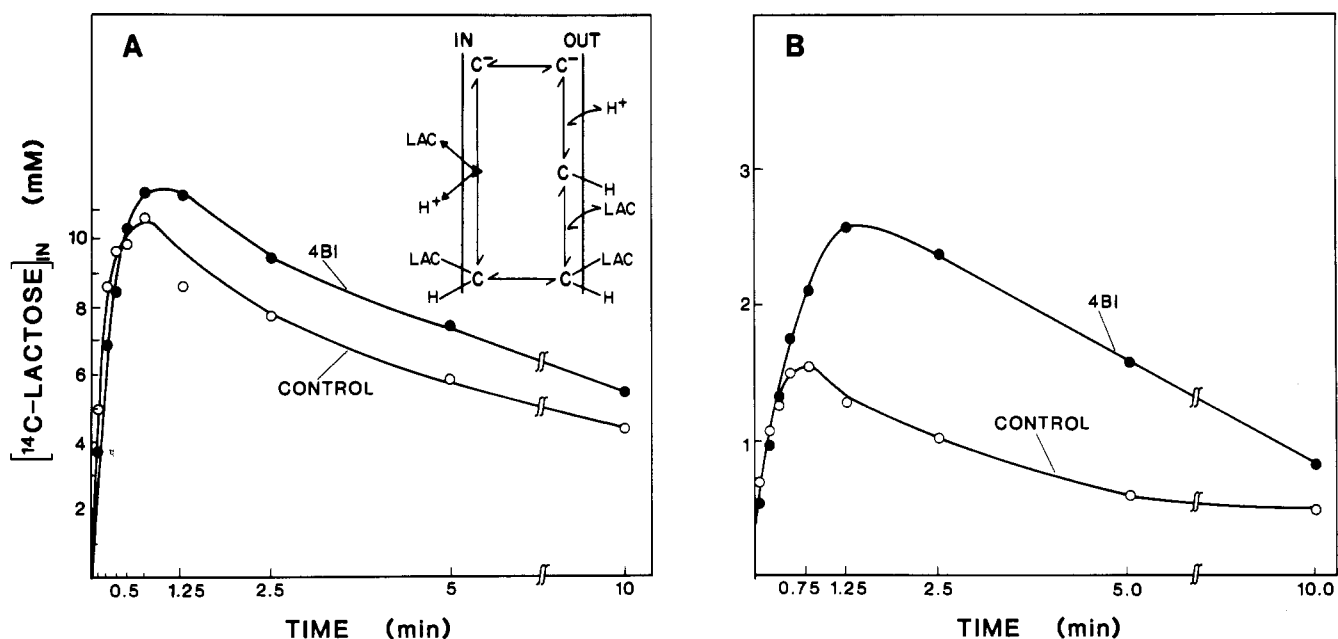 A
IN OUT
C⁻ C⁻
H⁺
LAC
C
H
H⁺
LAC
LAC LAC
C C
H H
[¹⁴C-LACTOSE]IN (mM)
10
8
6
4
2
4BI
CONTROL
0.5 1.25 2.5 5 10
TIME (min)
B
3
2
1
4BI
CONTROL
0.75 1.25 2.5 5.0 10.0
TIME (min)